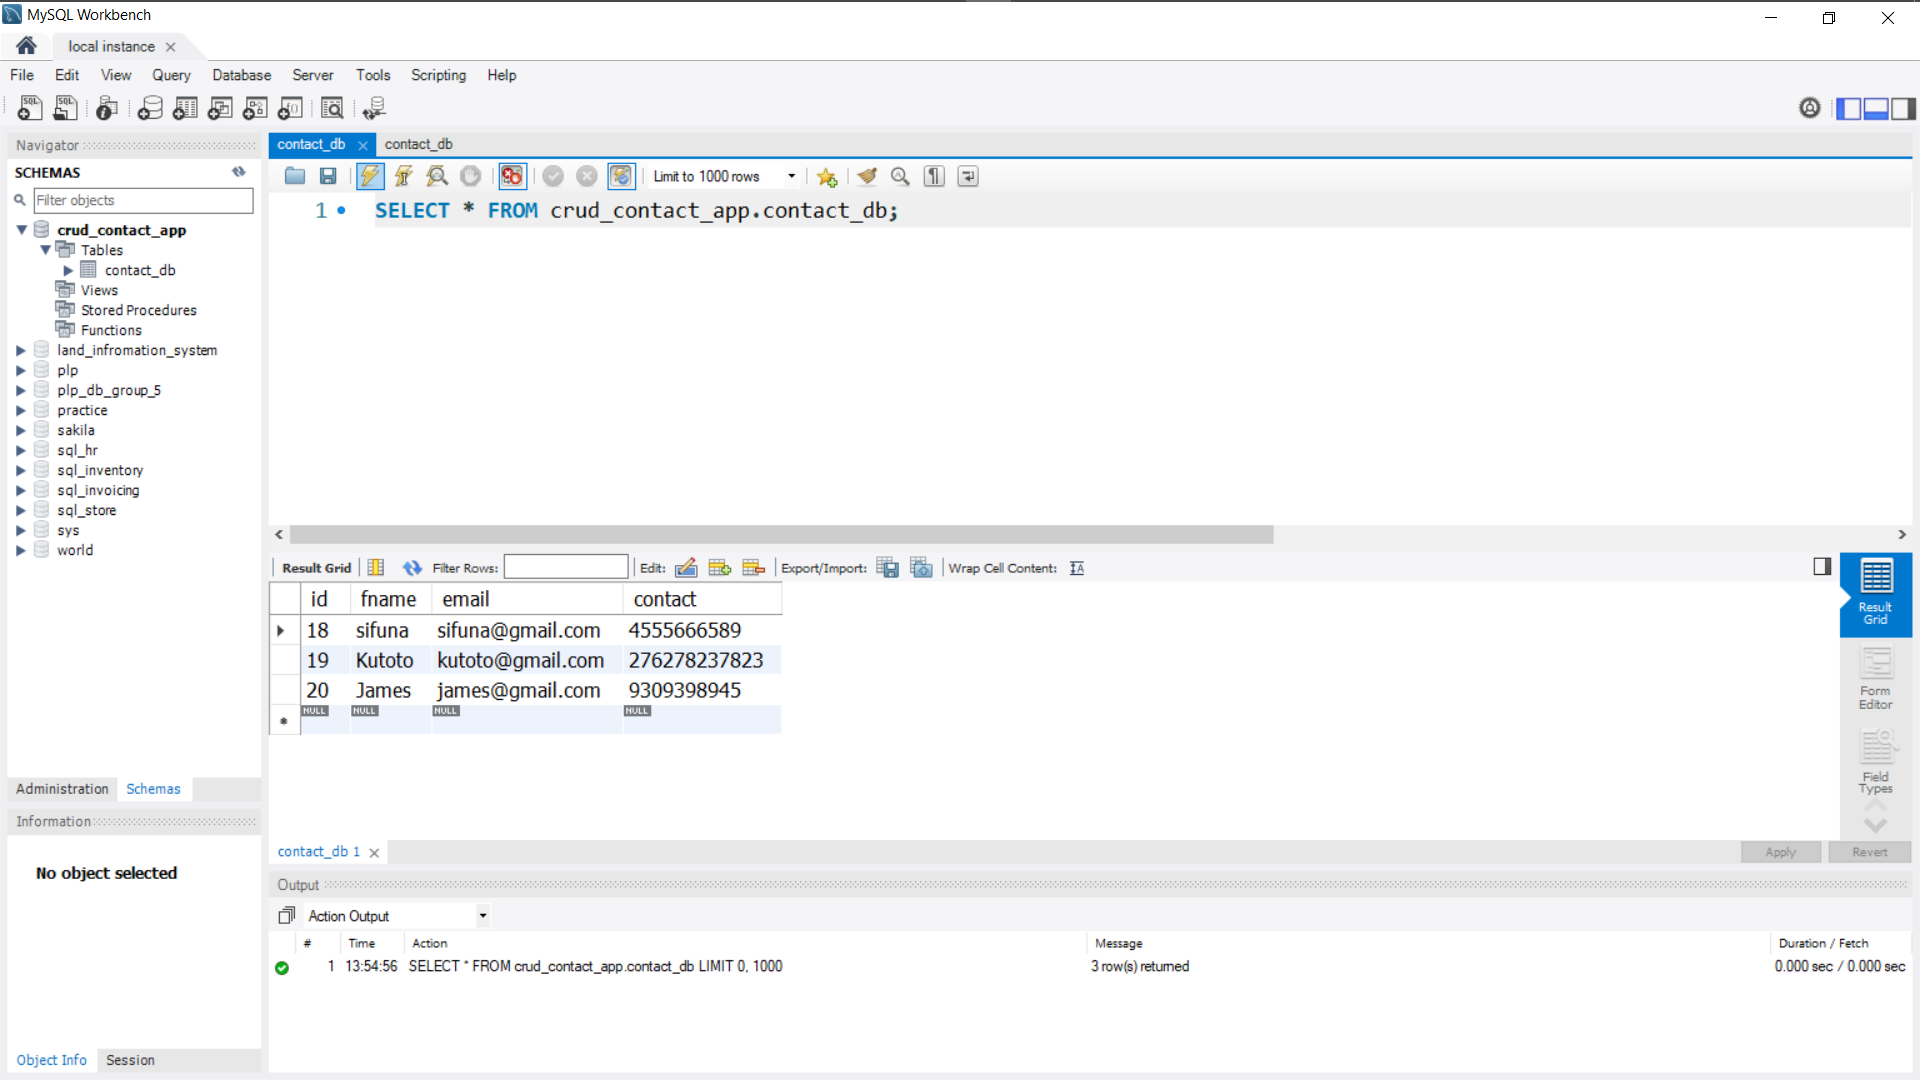 MySQL Workbench
local instance
File Edit View Query Database Server Tools Scripting Help
Navigator
SCHEMAS
Filter objects
crud_contact_app
Tables
contact_db
Views
Stored Procedures
Functions
land_infromation_system
plp
plp_db_group_5
practice
sakila
sql_hr
sql_inventory
sql_invoicing
sql_store
sys
world
Administration Schemas
Information
No object selected
Object Info Session
contact_db contact_db
Limit to 1000 rows
1 SELECT * FROM crud_contact_app.contact_db;
Result Grid Filter Rows: Edit: Export/Import: Wrap Cell Content:
id fname email contact
18 sifuna sifuna@gmail.com 4555666589
19 Kutoto kutoto@gmail.com 276278237823
20 James james@gmail.com 9309398945
NULL NULL NULL NULL
Result
Grid
Form
Editor
Field
Types
contact_db 1
Apply Revert
Output
Action Output
# Time Action Message Duration / Fetch
1 13:54:56 SELECT * FROM crud_contact_app.contact_db LIMIT 0, 1000 3 row(s) returned 0.000 sec / 0.000 sec